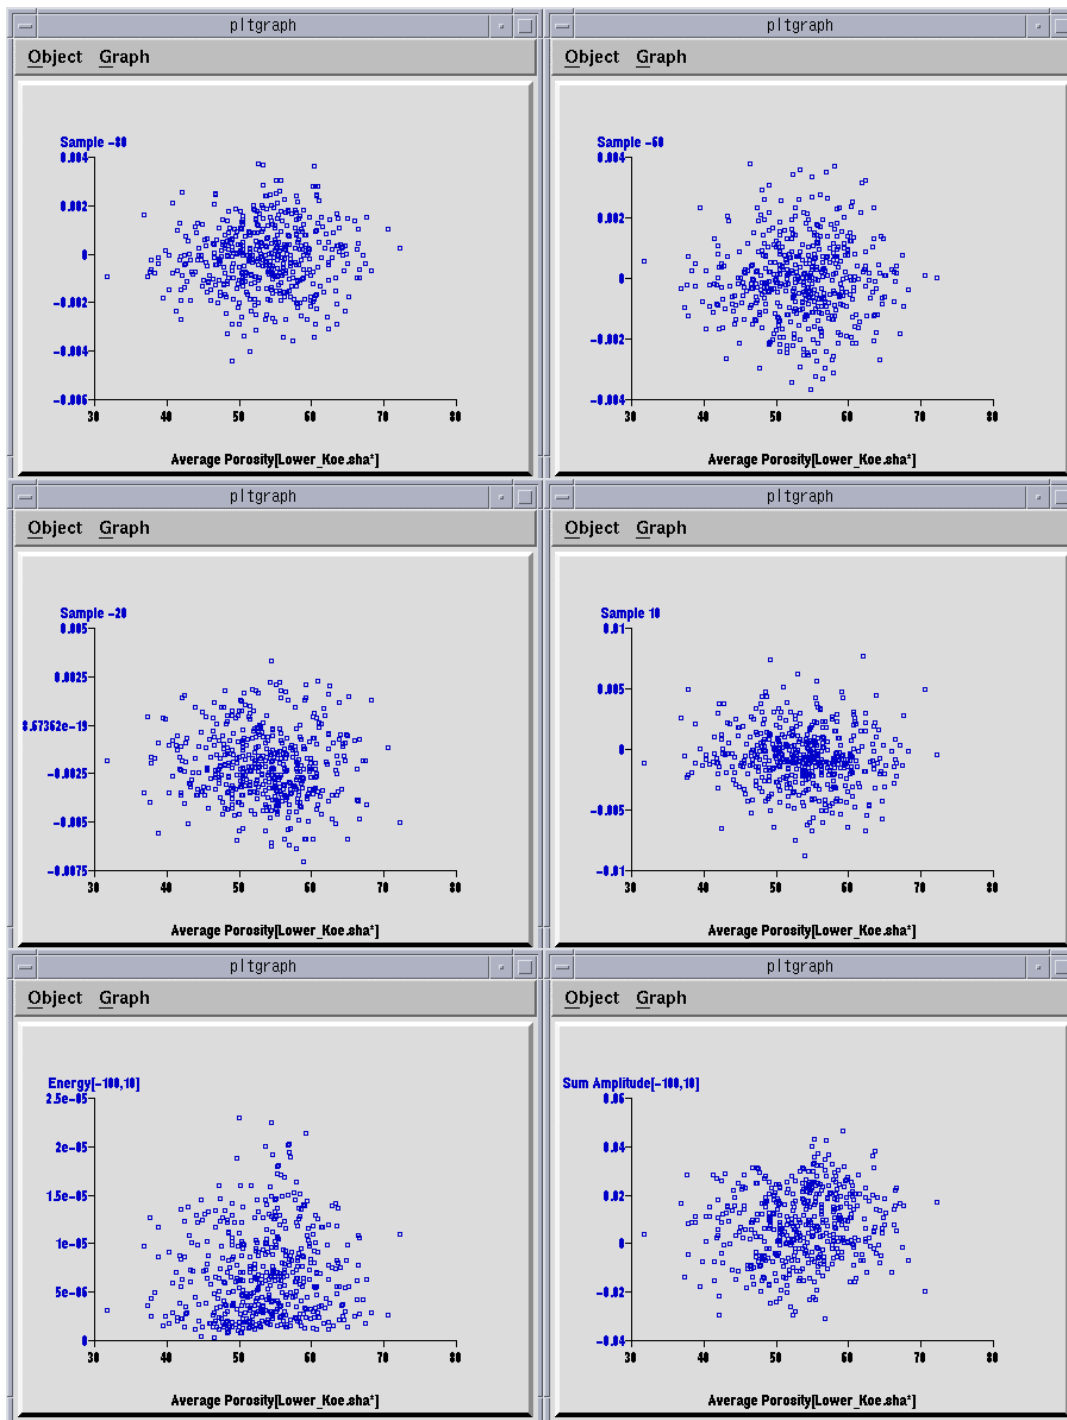 pltgraph
Object Graph
Sample -80
0.004
0.002
0
-0.002
-0.004
-0.006
30 40 50 60 70 80
Average Porosity[Lower_Koe.sha*]
pltgraph
Object Graph
Sample -60
0.004
0.002
0
-0.002
-0.004
30 40 50 60 70 80
Average Porosity[Lower_Koe.sha*]
pltgraph
Object Graph
Sample -20
0.005
0.0025
8.67362e-19
-0.0025
-0.005
-0.0075
30 40 50 60 70 80
Average Porosity[Lower_Koe.sha*]
pltgraph
Object Graph
Sample 10
0.01
0.005
0
-0.005
-0.01
30 40 50 60 70 80
Average Porosity[Lower_Koe.sha*]
pltgraph
Object Graph
Energy[-100,10]
2.5e-05
2e-05
1.5e-05
1e-05
5e-06
0
30 40 50 60 70 80
Average Porosity[Lower_Koe.sha*]
pltgraph
Object Graph
Sum Amplitude[-100,10]
0.06
0.04
0.02
0
-0.02
-0.04
30 40 50 60 70 80
Average Porosity[Lower_Koe.sha*]